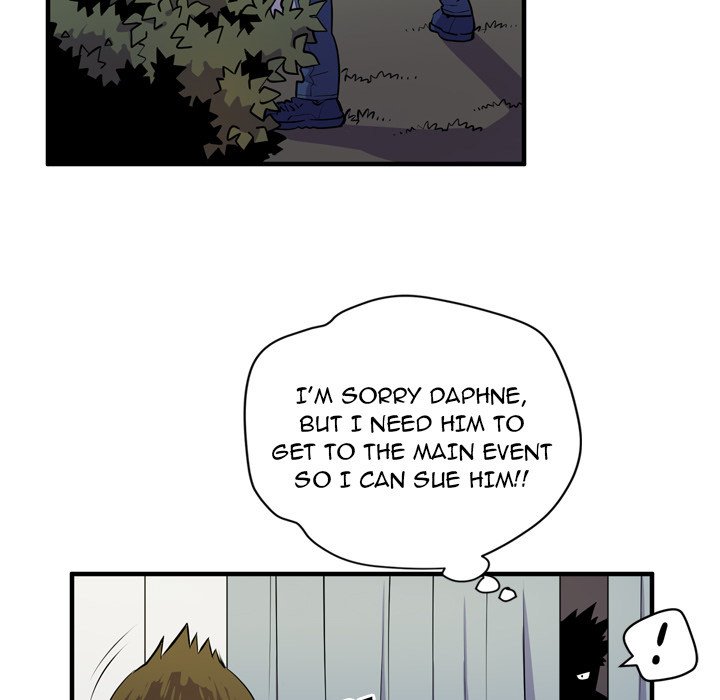 I'M SORRY DAPHNE,
BUT I NEED HIM TO
GET TO THE MAIN EVENT
SO I CAN SUE HIM!!
!